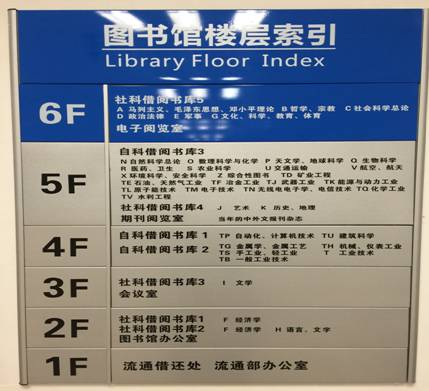 图书馆楼层索引
Library Floor Index
6F
社科借阅书库5
A 马列主义、毛泽东思想、邓小平理论 B 哲学、宗教 C 社会科学总论
D 政治法律 E 军事 G 文化、科学、教育、体育
电子阅览室
5F
自科借阅书库3
N 自然科学总论 O 数理科学与化学 P 天文学、地球科学 Q 生物科学
R 医药、卫生 S 农业科学 U 交通运输 V 航空、航天
X 环境科学、安全科学 Z 综合性图书 TD 矿业工程
TE 石油、天然气工业 TF 冶金工业 TJ 武器工业 TK 能源与动力工业
TL 原子能技术 TM 电子技术 TN 无线电电子学、电信技术 TQ 化学工业
TV 水利工程
社科借阅书库4 J 艺术 K 历史、地理
期刊阅览室 当年的中外文报刊杂志
4F
自科借阅书库1 TP 自动化、计算机技术 TU 建筑科学
自科借阅书库2 TG 金属学、金属工艺 TH 机械、仪表工业
TS 手工业、轻工业 T 工业技术
TB 一般工业技术
3F
社科借阅书库3 I 文学
会议室
2F
社科借阅书库1 F 经济学
社科借阅书库2 F 经济学 H 语言、文字
图书馆办公室
1F
流通借还处 流通部办公室